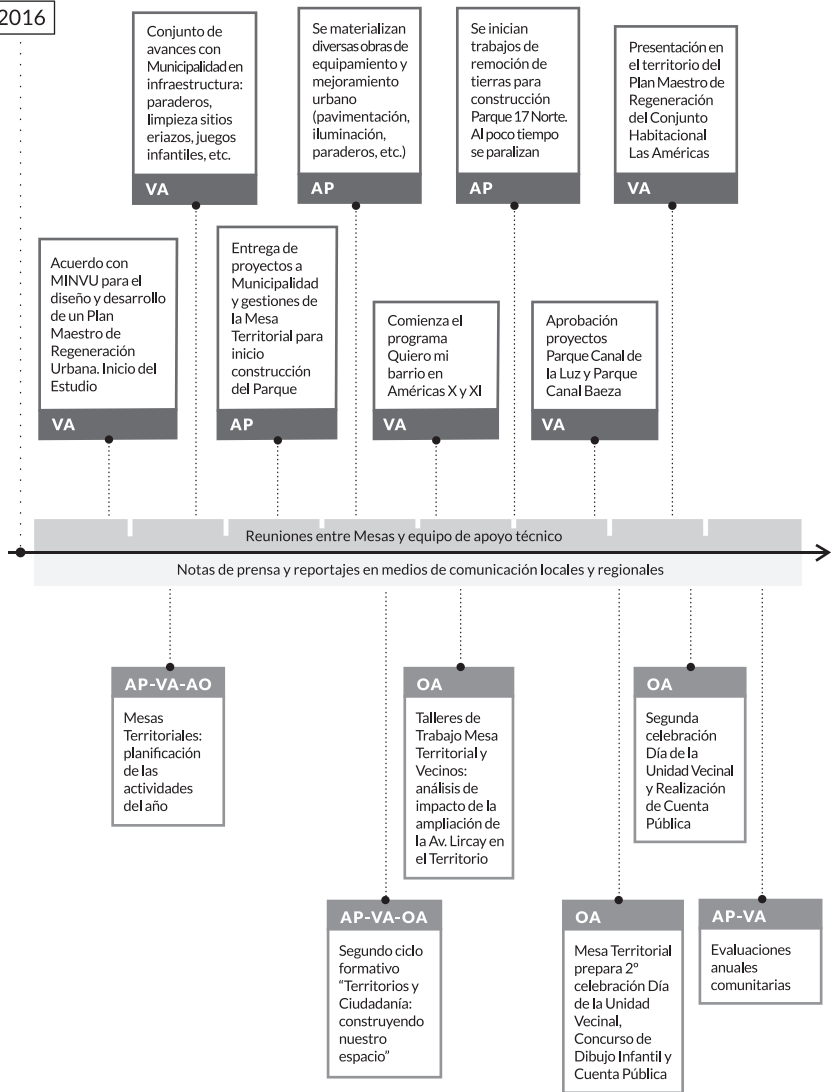 2016
Conjunto de
avances con
Municipalidad en
infraestructura:
paraderos,
limpieza sitios
eriazos, juegos
infantiles, etc.
VA
Se materializan
diversas obras de
equipamiento y
mejoramiento
urbano
(pavimentación,
iluminación,
paraderos, etc.)
AP
Se inician
trabajos de
remoción de
tierras para
construcción
Parque 17 Norte.
Al poco tiempo
se paralizan
AP
Presentación en
el territorio del
Plan Maestro de
Regeneración
del Conjunto
Habitacional
Las Américas
VA
Acuerdo con
MINVU para el
diseño y desarrollo
de un Plan
Maestro de
Regeneración
Urbana. Inicio del
Estudio
VA
Entrega de
proyectos a
Municipalidad
y gestiones de
la Mesa
Territorial para
inicio
construcción
del Parque
AP
Comienza el
programa
Quiero mi
barrio en
Américas X y XI
VA
Aprobación
proyectos
Parque Canal de
la Luz y Parque
Canal Baeza
VA
Reuniones entre Mesas y equipo de apoyo técnico
Notas de prensa y reportajes en medios de comunicación locales y regionales
AP-VA-AO
Mesas
Territoriales:
planificación
de las
actividades
del año
OA
Talleres de
Trabajo Mesa
Territorial y
Vecinos:
análisis de
impacto de la
ampliación de
la Av. Lircay en
el Territorio
OA
Segunda
celebración
Día de la
Unidad Vecinal
y Realización
de Cuenta
Pública
AP-VA-OA
Segundo ciclo
formativo
“Territorios y
Ciudadanía:
construyendo
nuestro
espacio”
OA
Mesa Territorial
prepara 2º
celebración Día
de la Unidad
Vecinal,
Concurso de
Dibujo Infantil y
Cuenta Pública
AP-VA
Evaluaciones
anuales
comunitarias